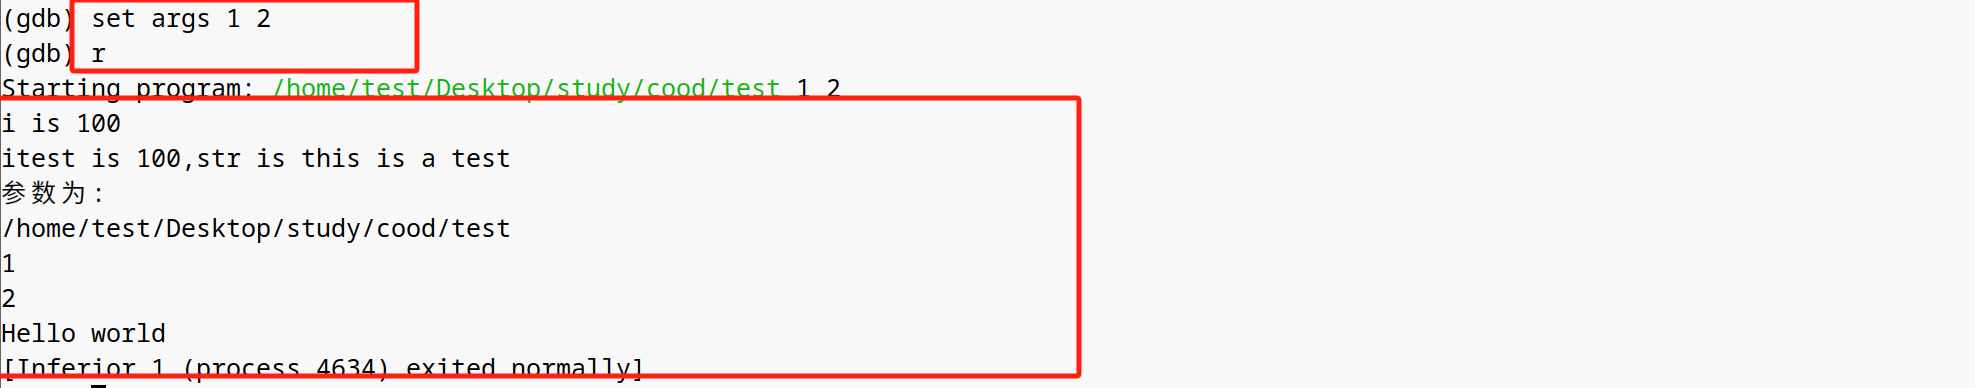 (gdb) set args 1 2
(gdb) r
Starting program: /home/test/Desktop/study/cood/test 1 2
i is 100
itest is 100,str is this is a test
参数为:
/home/test/Desktop/study/cood/test
1
2
Hello world
[Inferior 1 (process 4634) exited normally]